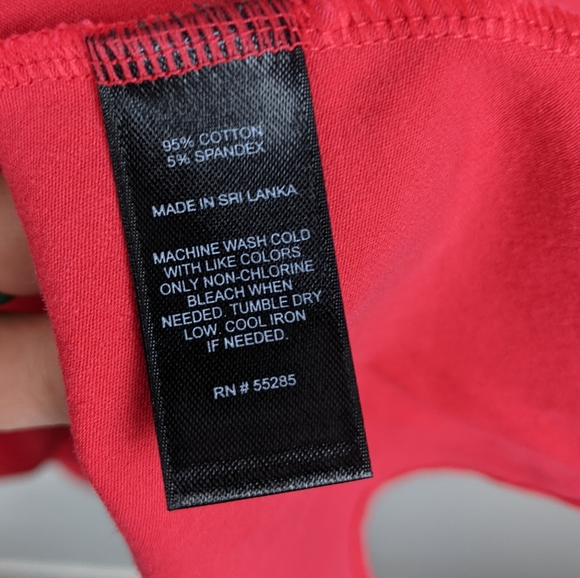 95% COTTON
5% SPANDEX
MADE IN SRI LANKA
MACHINE WASH COLD
WITH LIKE COLORS
ONLY NON-CHLORINE
BLEACH WHEN
NEEDED. TUMBLE DRY
LOW. COOL IRON
IF NEEDED.
RN # 55285